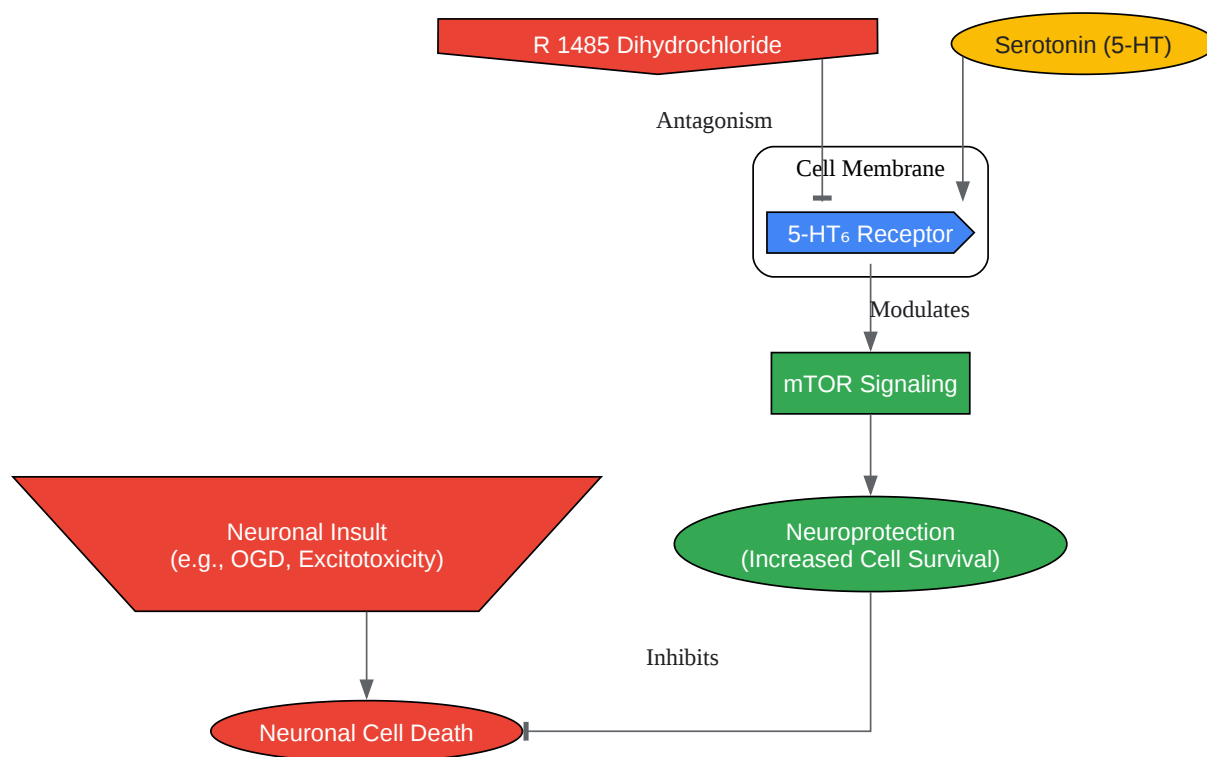 R 1485 Dihydrochloride
Serotonin (5-HT)
Antagonism
Cell Membrane
5-HT₆ Receptor
Modulates
mTOR Signaling
Neuronal Insult
(e.g., OGD, Excitotoxicity)
Neuroprotection
(Increased Cell Survival)
Inhibits
Neuronal Cell Death